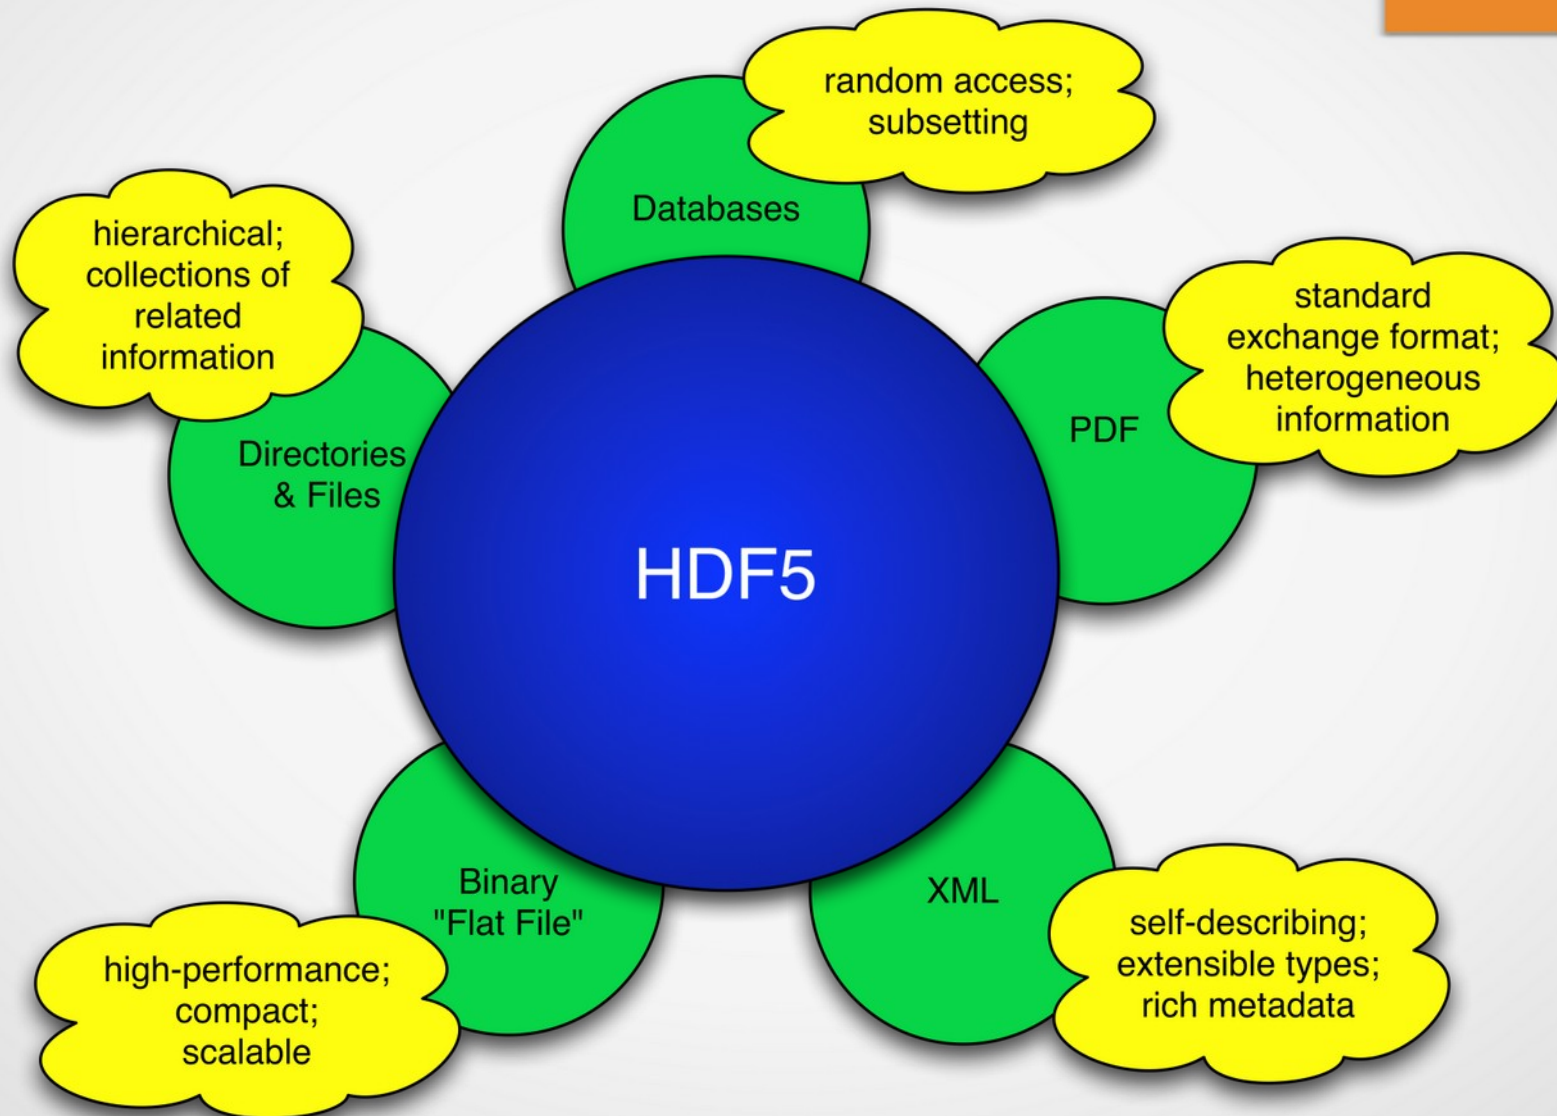 random access;
subsetting
Databases
hierarchical;
collections of
related
information
Directories
& Files
standard
exchange format;
heterogeneous
information
PDF
HDF5
Binary
"Flat File"
high-performance;
compact;
scalable
XML
self-describing;
extensible types;
rich metadata